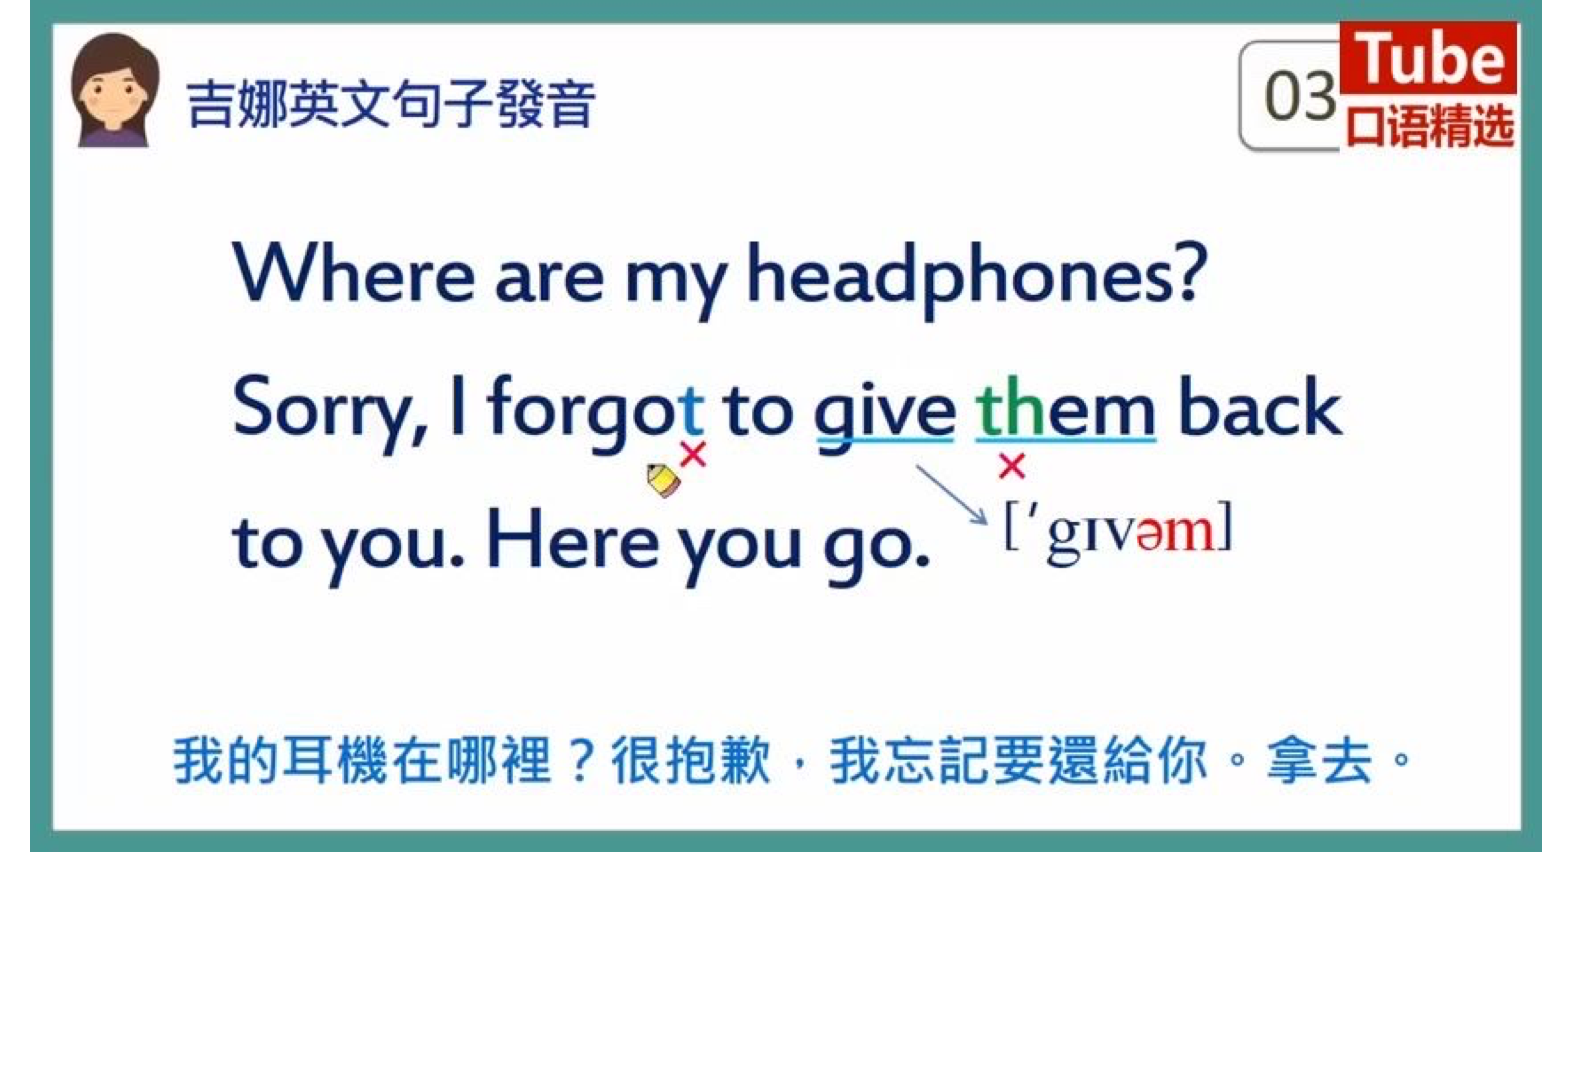 吉娜英文句子發音
03
Tube
口语精选
Where are my headphones?
Sorry, I forgot to give them back
to you. Here you go.
[ˈgɪvəm]
我的耳機在哪裡？很抱歉，我忘記要還給你。拿去。